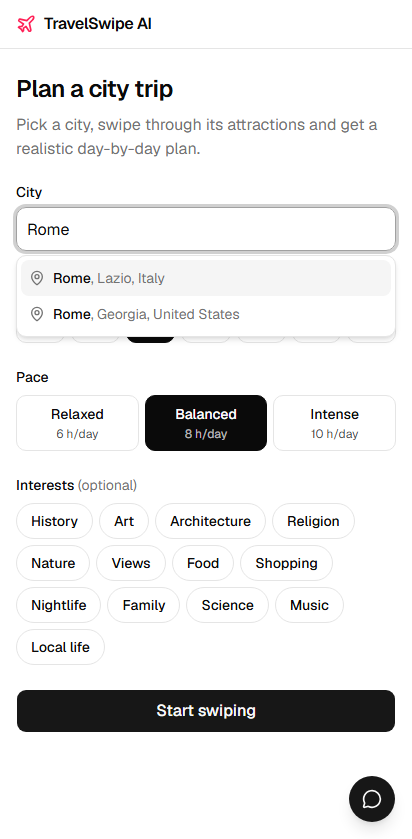 TravelSwipe AI
Plan a city trip
Pick a city, swipe through its attractions and get a
realistic day-by-day plan.
City
Rome
Rome, Lazio, Italy
Rome, Georgia, United States
Pace
Relaxed
6 h/day
Balanced
8 h/day
Intense
10 h/day
Interests (optional)
History
Art
Architecture
Religion
Nature
Views
Food
Shopping
Nightlife
Family
Science
Music
Local life
Start swiping